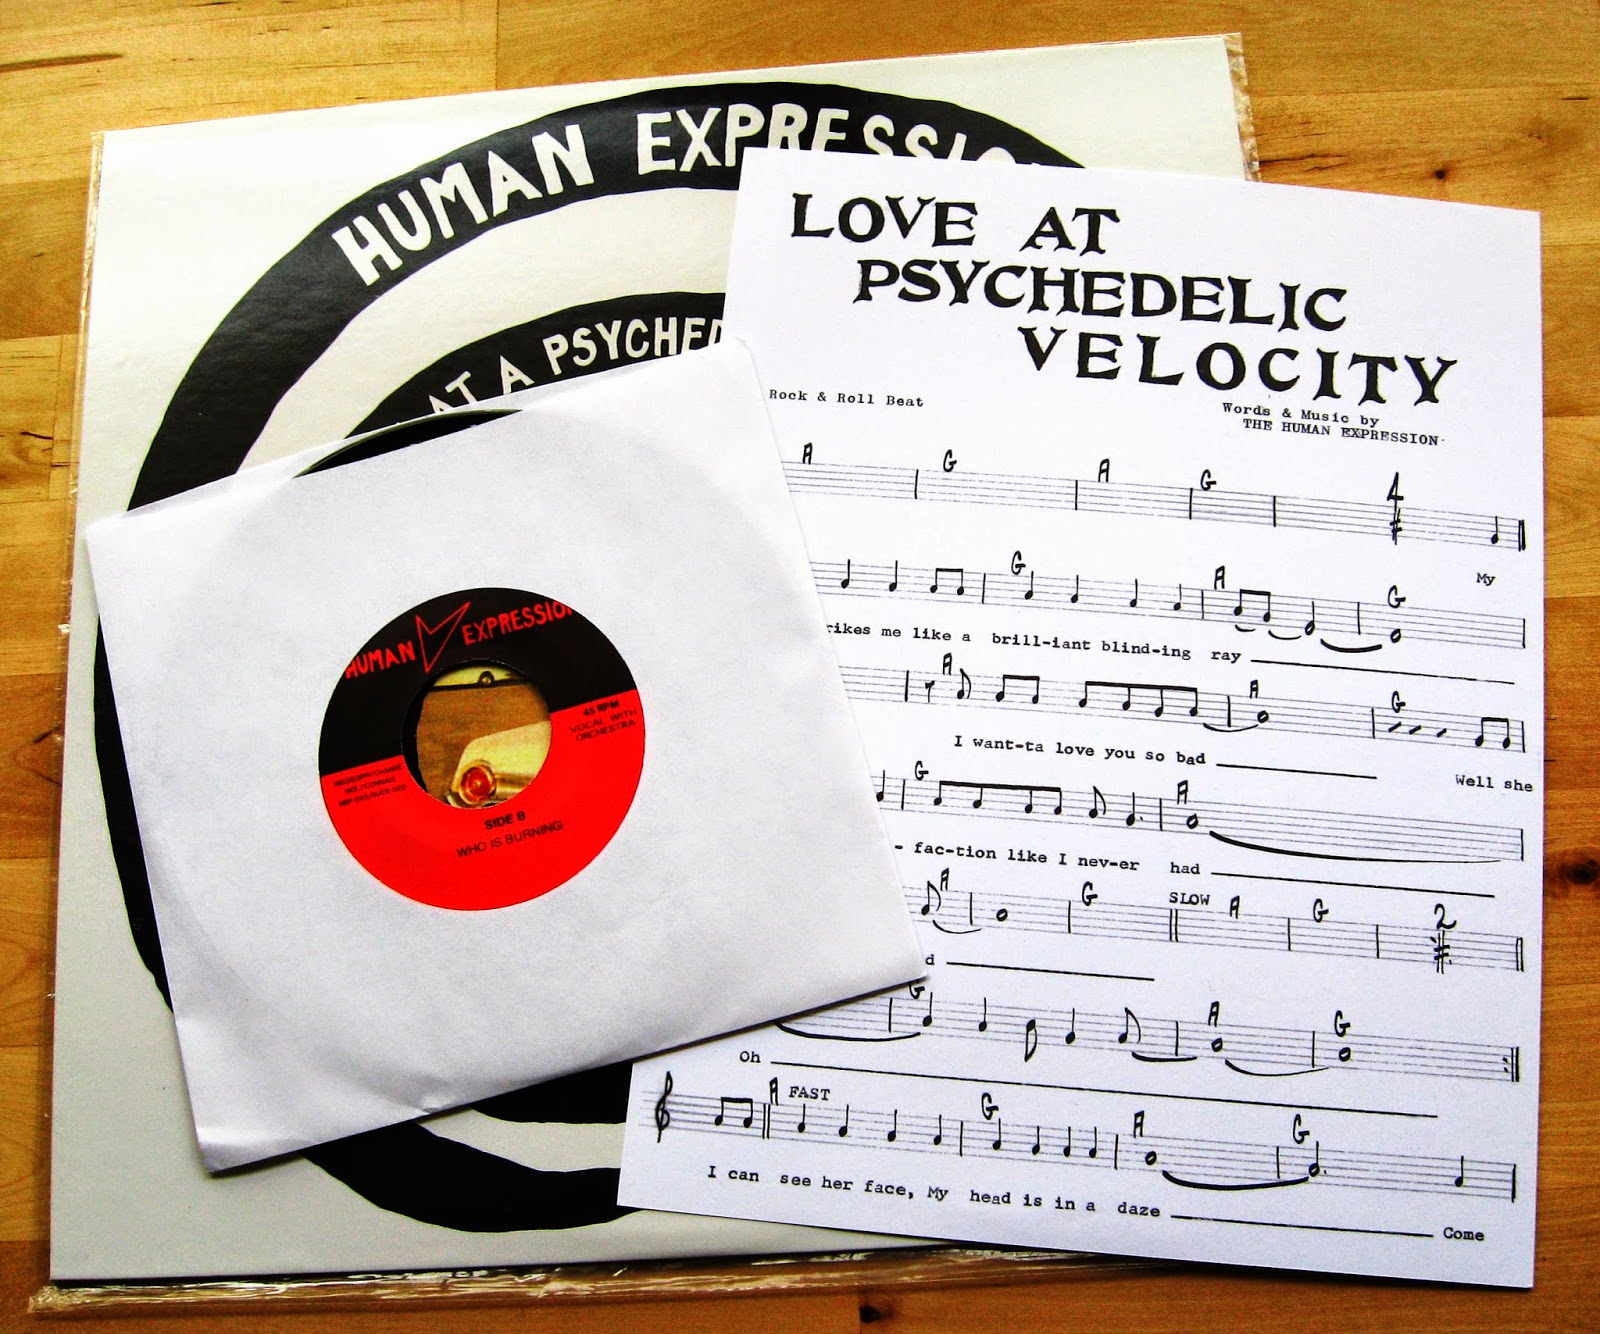 HUMAN EXPRESSIO
AT A PSYCHED
LOVE AT
PSYCHEDELIC
VELOCITY
Rock & Roll Beat
Words & Music by
THE HUMAN EXPRESSION
A G A G 4
My
G A G
rikes me like a brill-iant blind-ing ray
A A G
I want-ta love you so bad Well she
G A
- fac-tion like I nev-er had
A G SLOW A G 2
d
G A G
Oh
A FAST G A G
I can see her face, My head is in a daze Come
HUMAN EXPRESSION
45 RPM
VOCAL WITH
ORCHESTRA
SIDE B
WHO IS BURNING